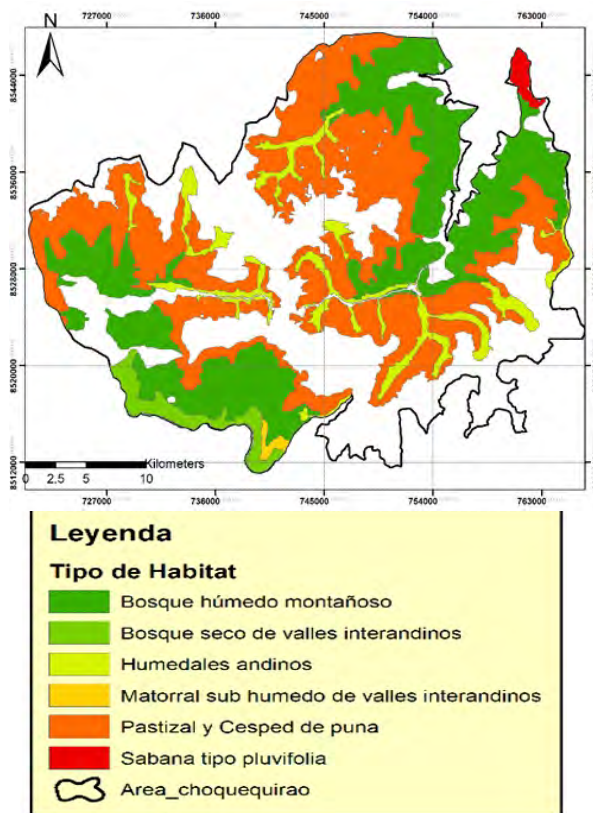 N
727000 736000 745000 754000 763000
8544000
8536000
8528000
8520000
8512000
0 2.5 5 10 Kilometers
727000 736000 745000 754000 763000
Leyenda
Tipo de Habitat
Bosque húmedo montañoso
Bosque seco de valles interandinos
Humedales andinos
Matorral sub humedo de valles interandinos
Pastizal y Cesped de puna
Sabana tipo pluvifolia
Area_choquequirao